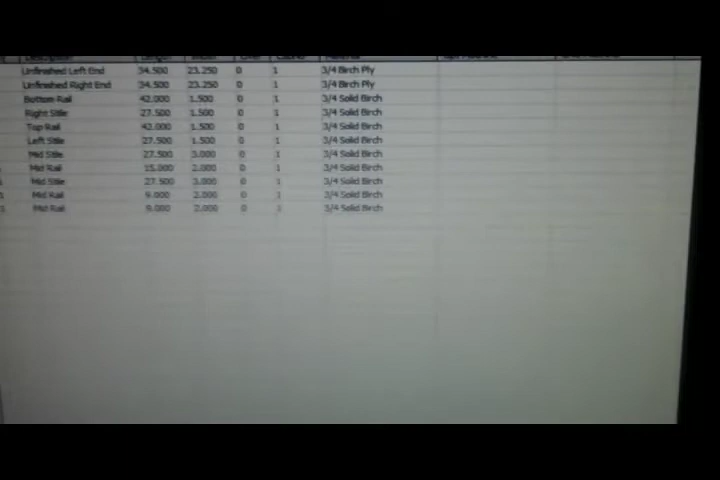 Description Length Width Over Cab No Material
Unfinished Left End 34.500 23.250 0 1 3/4 Birch Ply
Unfinished Right End 34.500 23.250 0 1 3/4 Birch Ply
Bottom Rail 42.000 1.500 0 1 3/4 Solid Birch
Right Stile 27.500 1.500 0 1 3/4 Solid Birch
Top Rail 42.000 1.500 0 1 3/4 Solid Birch
Left Stile 27.500 1.500 0 1 3/4 Solid Birch
Mid Stile 27.500 3.000 0 1 3/4 Solid Birch
Mid Rail 15.000 2.000 0 1 3/4 Solid Birch
Mid Stile 27.500 3.000 0 1 3/4 Solid Birch
Mid Rail 9.000 2.000 0 1 3/4 Solid Birch
Mid Rail 9.000 2.000 0 1 3/4 Solid Birch